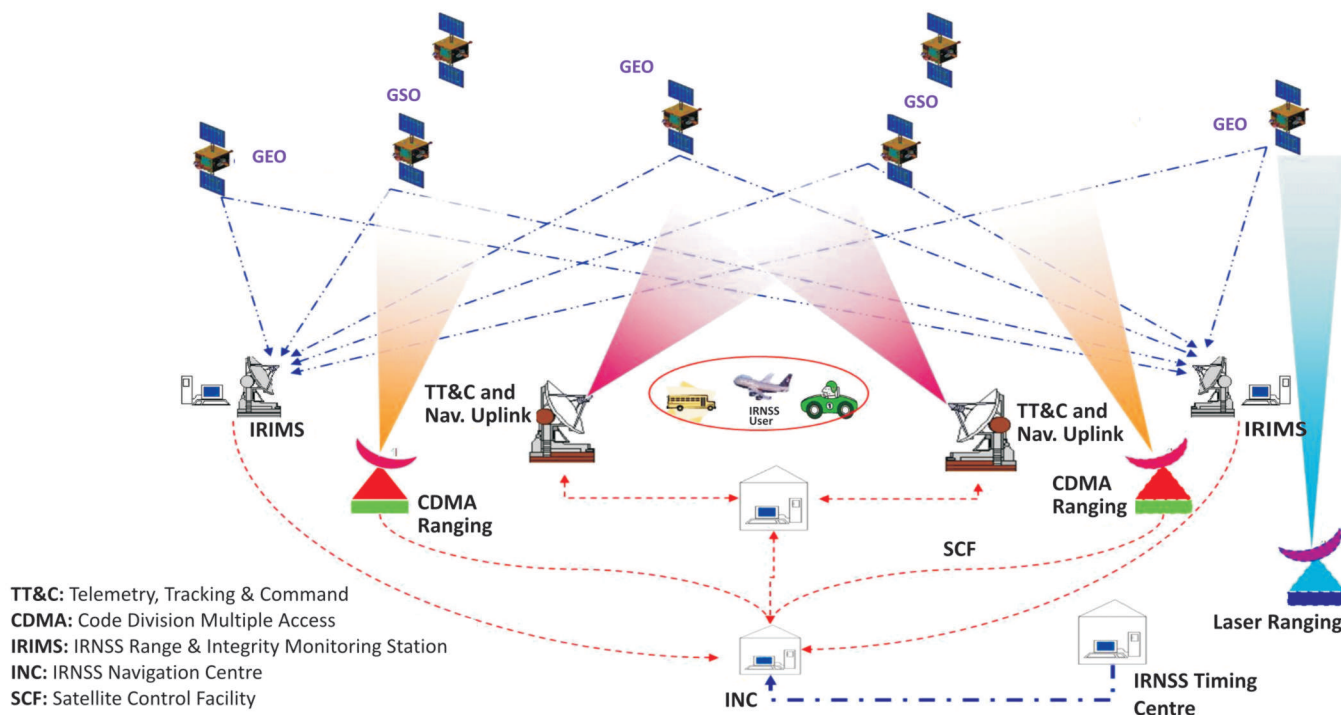 GEO
GSO
GSO
GEO
GEO
IRIMS
TT&C and
Nav. Uplink
IRNSS
User
TT&C and
Nav. Uplink
IRIMS
CDMA
Ranging
CDMA
Ranging
SCF
Laser Ranging
TT&C: Telemetry, Tracking & Command
CDMA: Code Division Multiple Access
IRIMS: IRNSS Range & Integrity Monitoring Station
INC: IRNSS Navigation Centre
SCF: Satellite Control Facility
INC
IRNSS Timing
Centre